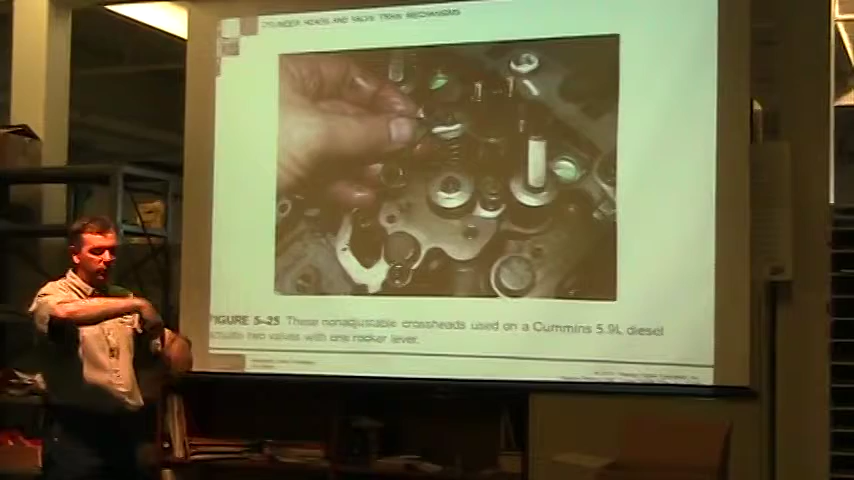 CYLINDER HEADS AND VALVE TRAIN MECHANISMS
FIGURE 5–25 These nonadjustable crossheads used on a Cummins 5.9L diesel
actuate two valves with one rocker lever.